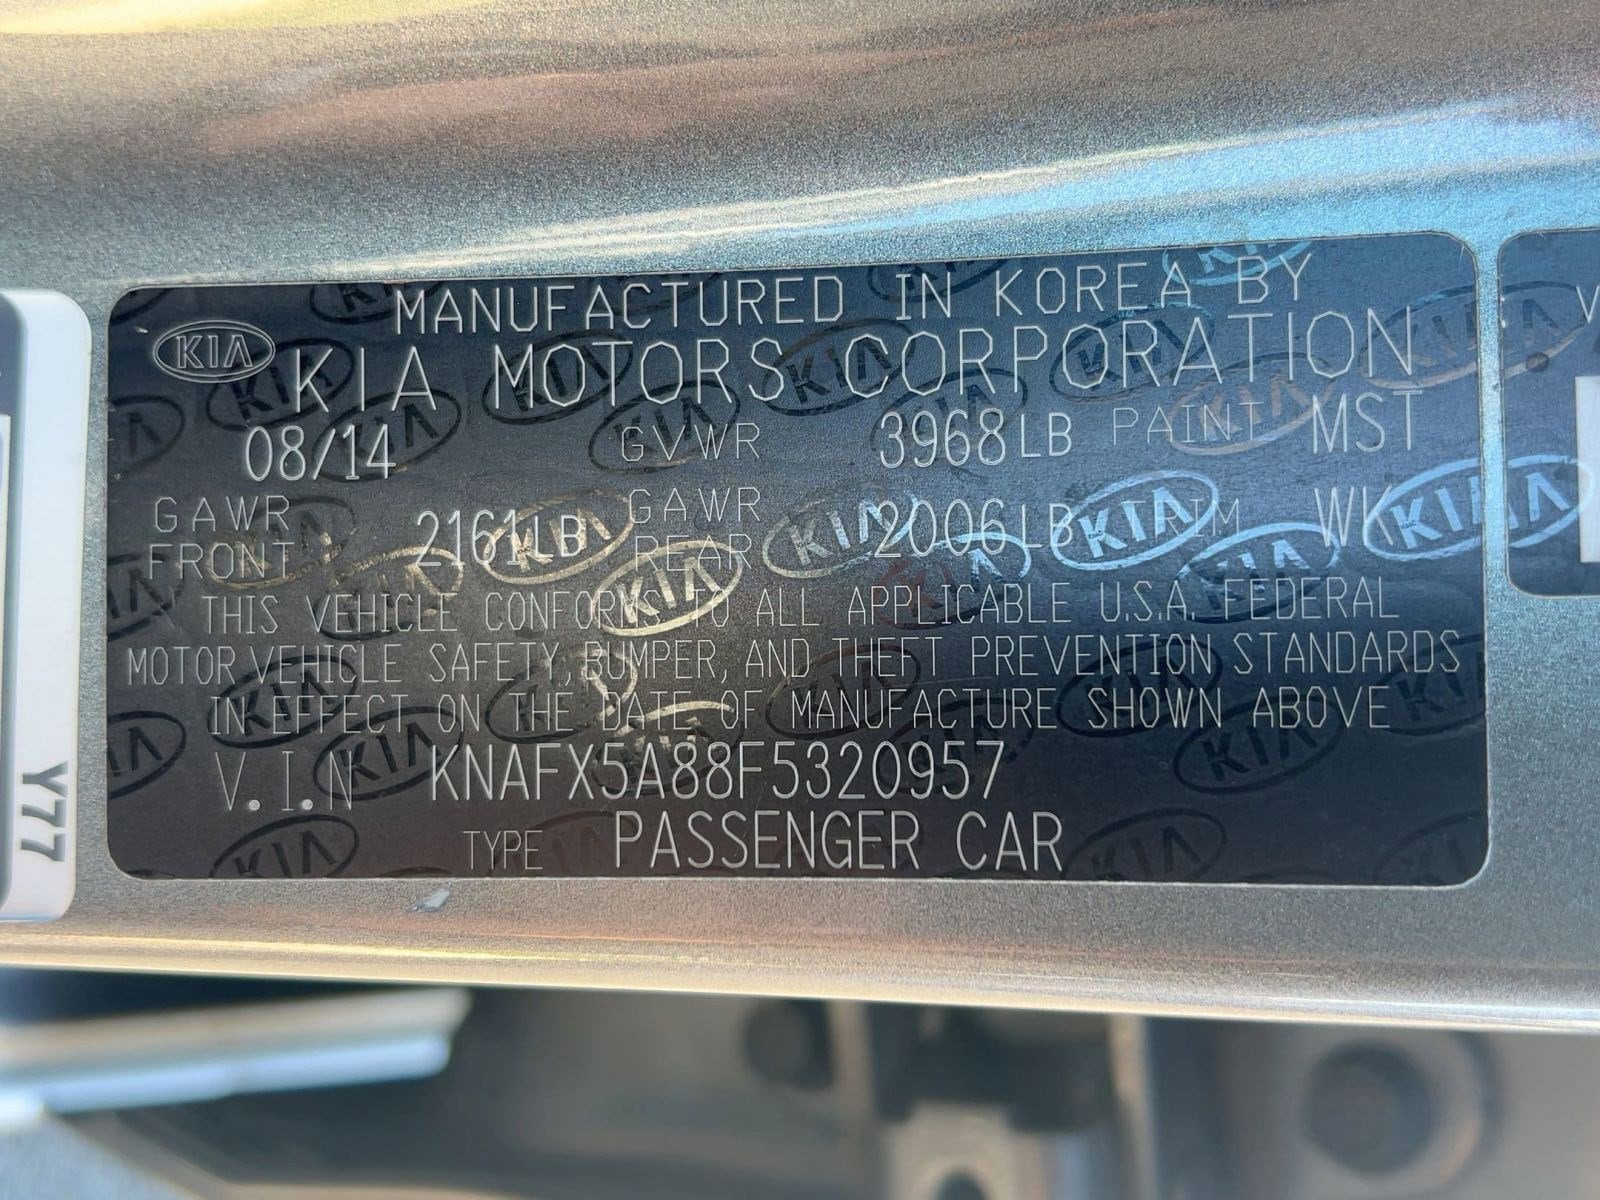 MANUFACTURED IN KOREA BY
KIA KIA MOTORS CORPORATION
08/14 GVWR 3968LB PAINT MST
GAWR FRONT 2161LB GAWR REAR 2006LB TRIM WK
THIS VEHICLE CONFORMS TO ALL APPLICABLE U.S.A. FEDERAL
MOTOR VEHICLE SAFETY, BUMPER, AND THEFT PREVENTION STANDARDS
IN EFFECT ON THE DATE OF MANUFACTURE SHOWN ABOVE
V.I.N KNAFX5A88F5320957
TYPE PASSENGER CAR
Y77